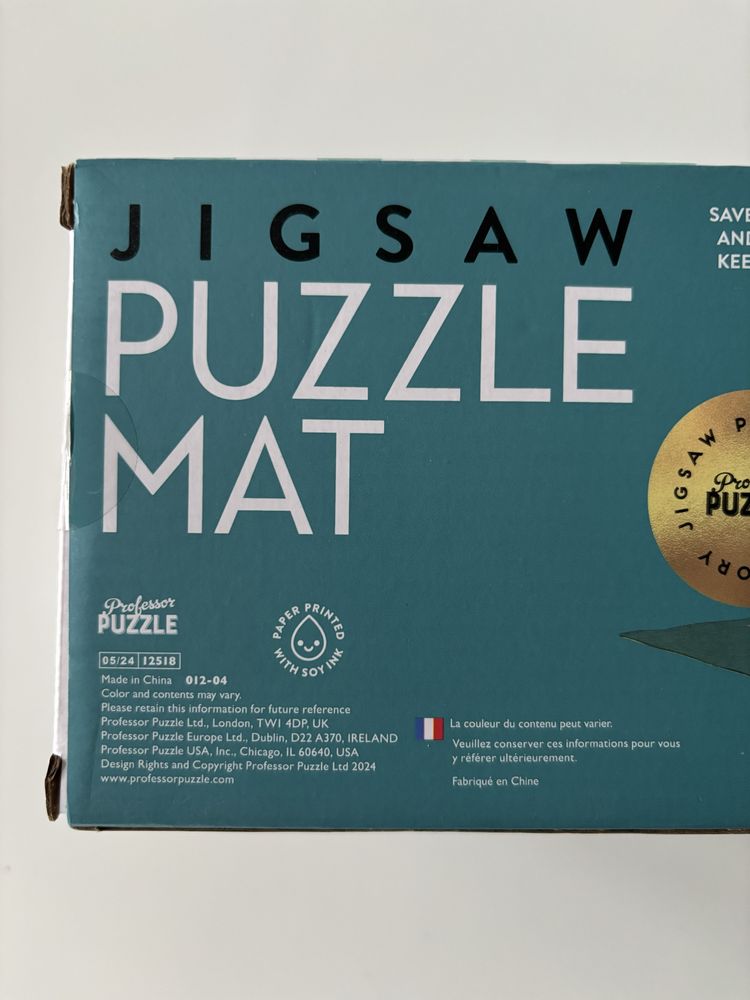 JIGSAW
PUZZLE
MAT
SAVE
KEE
JIGSAW P
Professor
PUZZLE
PAPER PRINTED
WITH SOY INK
05/24 12518
Made in China 012-04
Color and contents may vary.
Please retain this information for future reference
Professor Puzzle Ltd., London, TW1 4DP, UK
Professor Puzzle Europe Ltd., Dublin, D22 A370, IRELAND
Professor Puzzle USA, Inc., Chicago, IL 60640, USA
Design Rights and Copyright Professor Puzzle Ltd 2024
www.professorpuzzle.com
La couleur du contenu peut varier.
Veuillez conserver ces informations pour vous
y référer ultérieurement.
Fabriqué en Chine